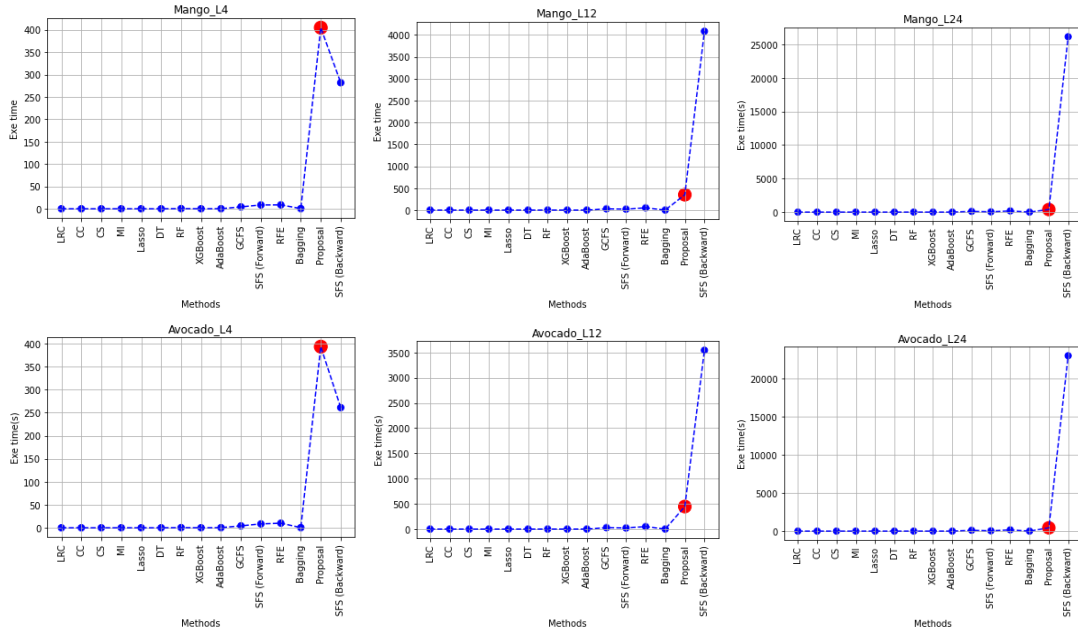 Mango_L4
Exe time
400
350
300
250
200
150
100
50
0
LRC
CC
CS
MI
Lasso
DT
RF
XGBoost
AdaBoost
GCFS
SFS (Forward)
RFE
Bagging
Proposal
SFS (Backward)
Methods
Mango_L12
Exe time
4000
3500
3000
2500
2000
1500
1000
500
0
LRC
CC
CS
MI
Lasso
DT
RF
XGBoost
AdaBoost
GCFS
SFS (Forward)
RFE
Bagging
Proposal
SFS (Backward)
Methods
Mango_L24
Exe time(s)
25000
20000
15000
10000
5000
0
LRC
CC
CS
MI
Lasso
DT
RF
XGBoost
AdaBoost
GCFS
SFS (Forward)
RFE
Bagging
Proposal
SFS (Backward)
Methods
Avocado_L4
Exe time(s)
400
350
300
250
200
150
100
50
0
LRC
CC
CS
MI
Lasso
DT
RF
XGBoost
AdaBoost
GCFS
SFS (Forward)
RFE
Bagging
Proposal
SFS (Backward)
Methods
Avocado_L12
Exe time(s)
3500
3000
2500
2000
1500
1000
500
0
LRC
CC
CS
MI
Lasso
DT
RF
XGBoost
AdaBoost
GCFS
SFS (Forward)
RFE
Bagging
Proposal
SFS (Backward)
Methods
Avocado_L24
Exe time(s)
20000
15000
10000
5000
0
LRC
CC
CS
MI
Lasso
DT
RF
XGBoost
AdaBoost
GCFS
SFS (Forward)
RFE
Bagging
Proposal
SFS (Backward)
Methods